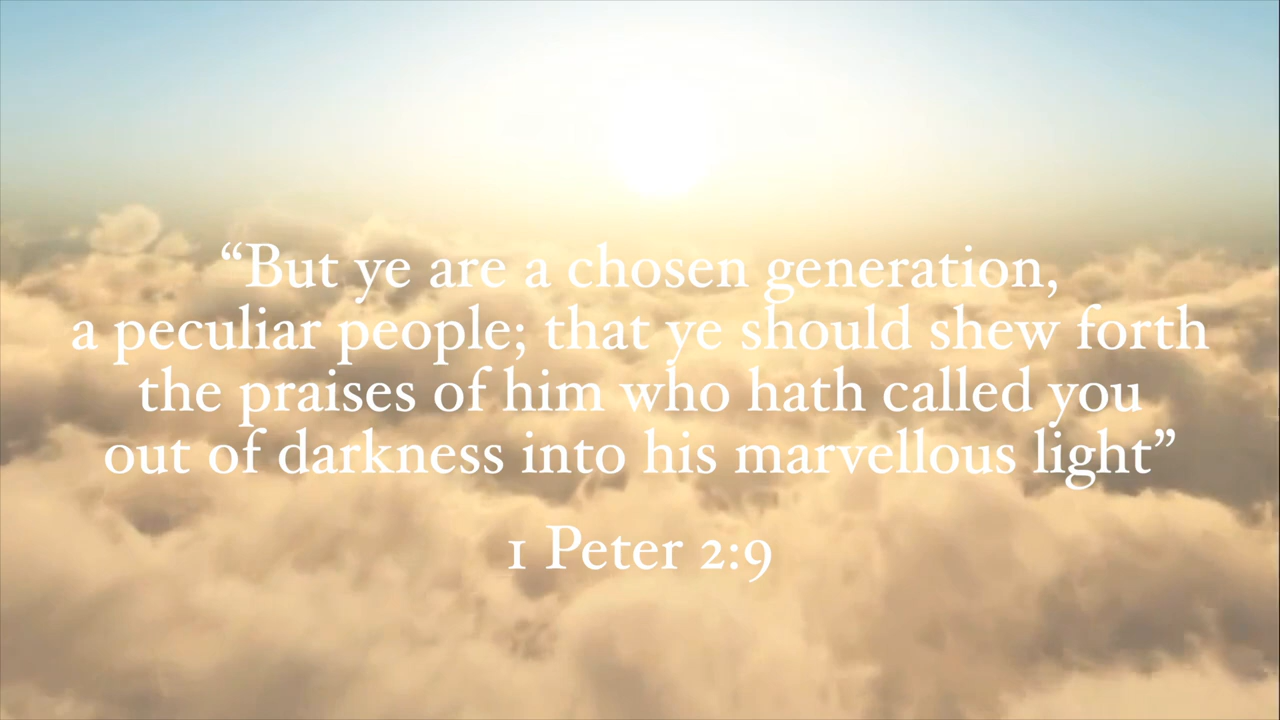 “But ye are a chosen generation,
a peculiar people; that ye should shew forth
the praises of him who hath called you
out of darkness into his marvellous light”
1 Peter 2:9